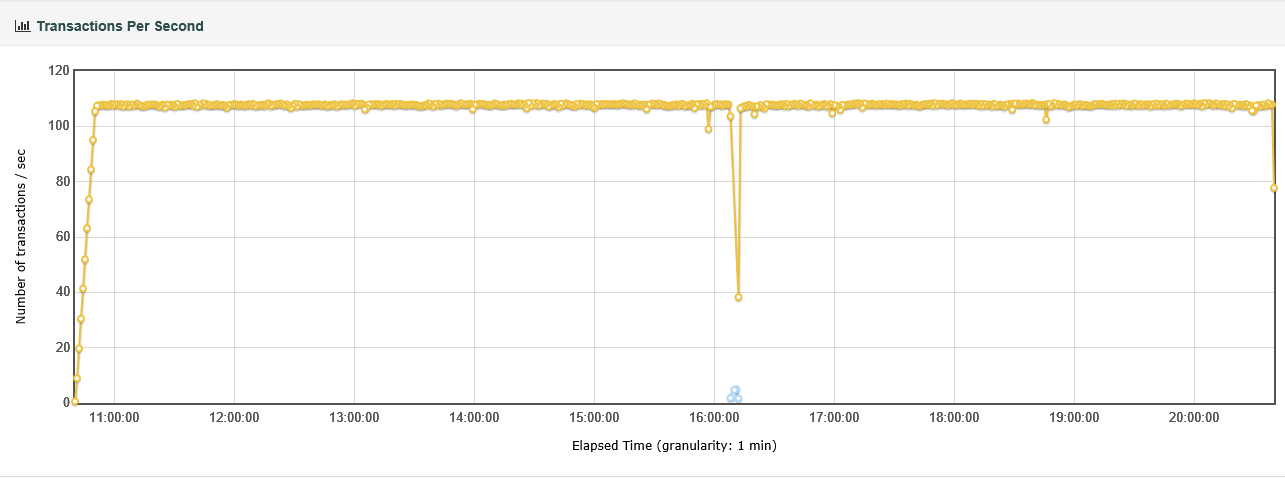 Transactions Per Second
120
100
80
60
40
20
0
Number of transactions / sec
11:00:00 12:00:00 13:00:00 14:00:00 15:00:00 16:00:00 17:00:00 18:00:00 19:00:00 20:00:00
Elapsed Time (granularity: 1 min)